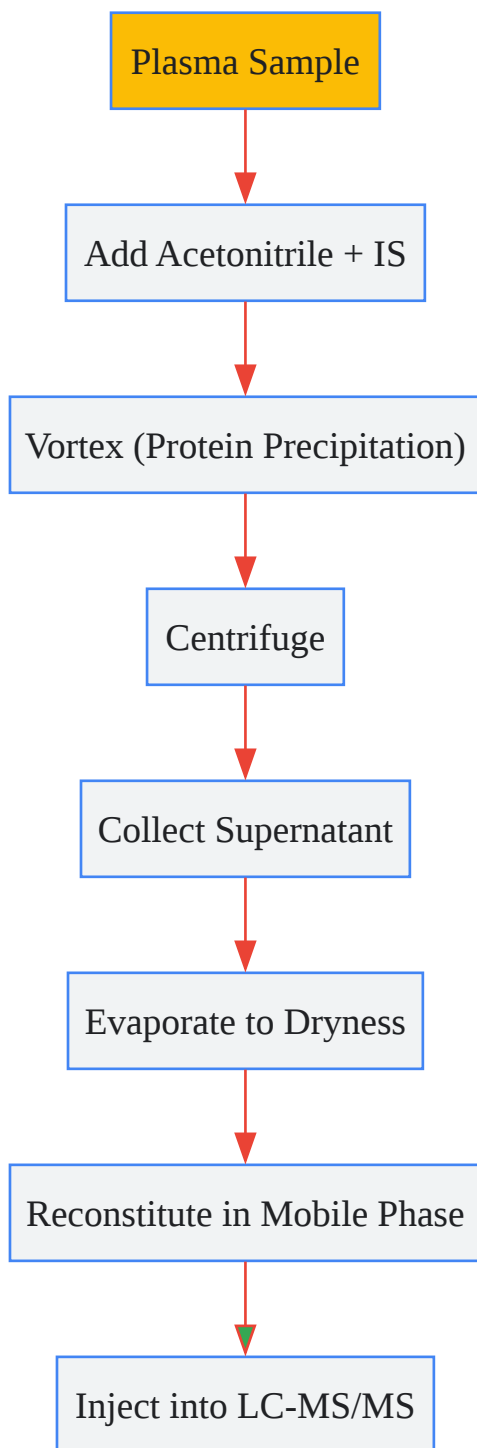 Plasma Sample
Add Acetonitrile + IS
Vortex (Protein Precipitation)
Centrifuge
Collect Supernatant
Evaporate to Dryness
Reconstitute in Mobile Phase
Inject into LC-MS/MS